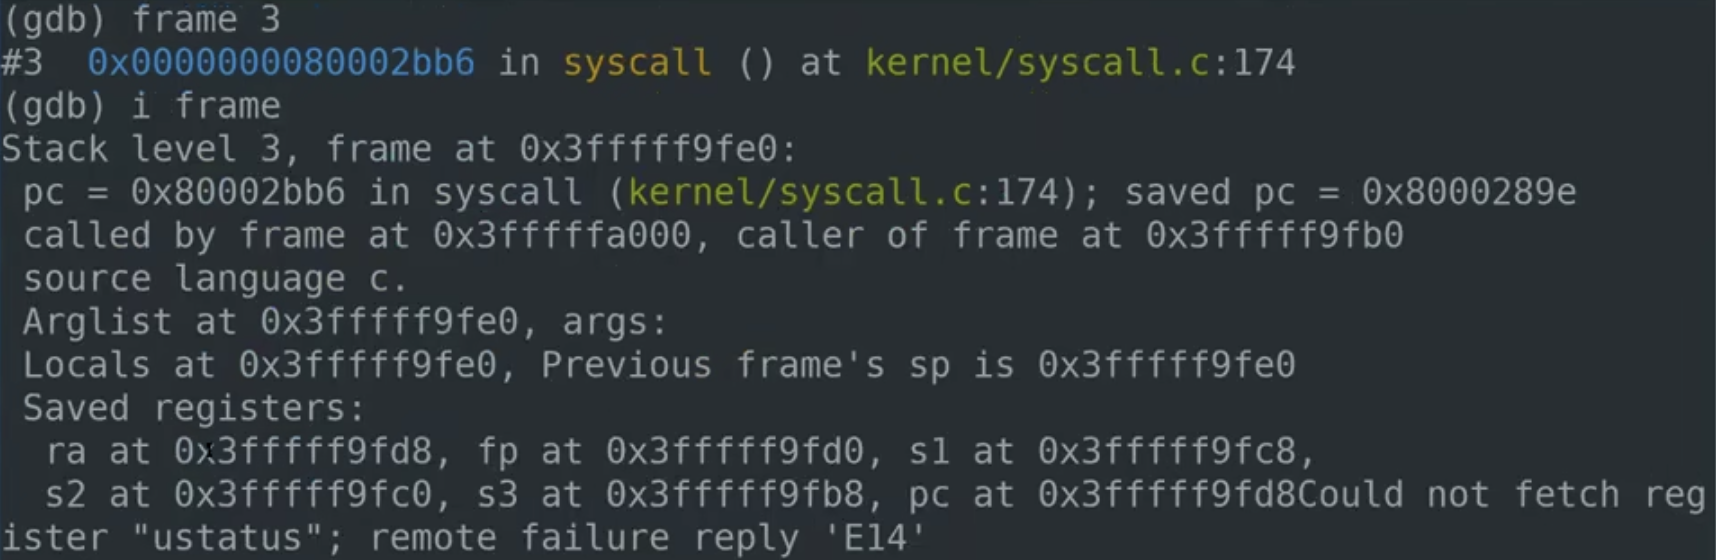 (gdb) frame 3
#3  0x0000000080002bb6 in syscall () at kernel/syscall.c:174
(gdb) i frame
Stack level 3, frame at 0x3fffff9fe0:
 pc = 0x80002bb6 in syscall (kernel/syscall.c:174); saved pc = 0x8000289e
 called by frame at 0x3fffffa000, caller of frame at 0x3fffff9fb0
 source language c.
 Arglist at 0x3fffff9fe0, args:
 Locals at 0x3fffff9fe0, Previous frame's sp is 0x3fffff9fe0
 Saved registers:
  ra at 0x3fffff9fd8, fp at 0x3fffff9fd0, s1 at 0x3fffff9fc8,
  s2 at 0x3fffff9fc0, s3 at 0x3fffff9fb8, pc at 0x3fffff9fd8Could not fetch reg
ister "ustatus"; remote failure reply 'E14'